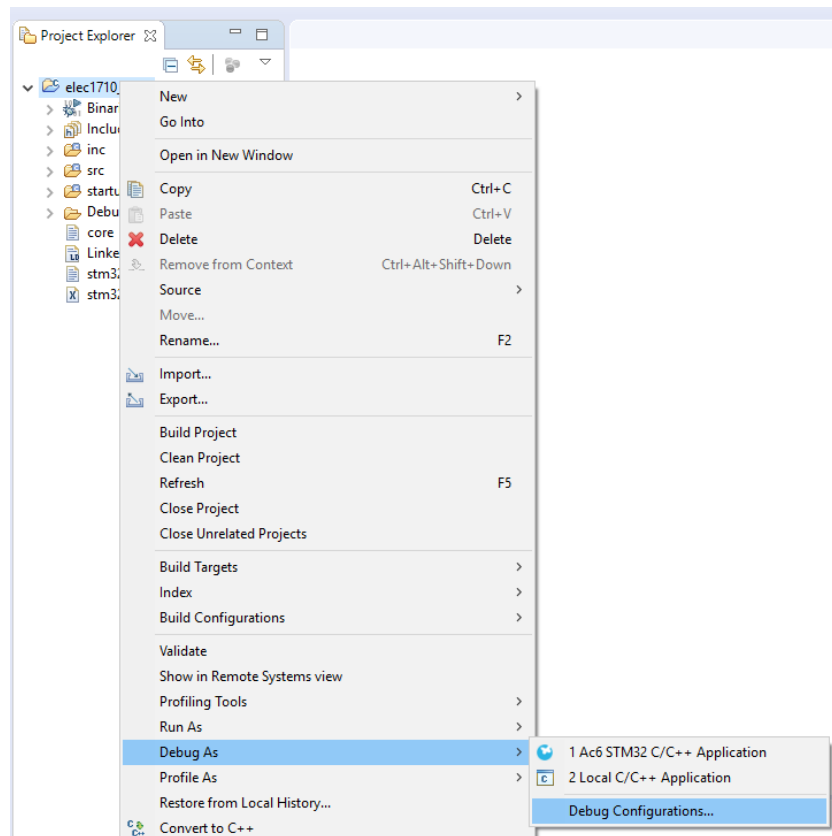 Project Explorer
elec1710_
Binar
Inclu
inc
src
startu
Debu
core
Linke
stm32
stm32
New
Go Into
Open in New Window
Copy Ctrl+C
Paste Ctrl+V
Delete Delete
Remove from Context Ctrl+Alt+Shift+Down
Source
Move...
Rename... F2
Import...
Export...
Build Project
Clean Project
Refresh F5
Close Project
Close Unrelated Projects
Build Targets
Index
Build Configurations
Validate
Show in Remote Systems view
Profiling Tools
Run As
Debug As
Profile As
Restore from Local History...
Convert to C++
1 Ac6 STM32 C/C++ Application
2 Local C/C++ Application
Debug Configurations...